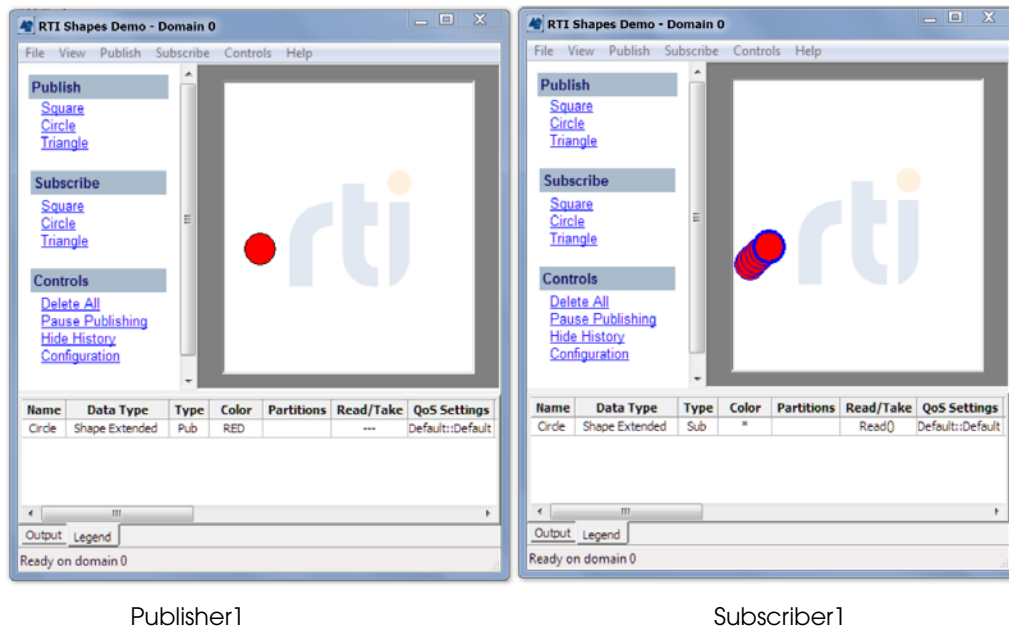 RTI Shapes Demo - Domain 0
File View Publish Subscribe Controls Help
Publish
Square
Circle
Triangle
Subscribe
Square
Circle
Triangle
Controls
Delete All
Pause Publishing
Hide History
Configuration
rti
Name Data Type Type Color Partitions Read/Take QoS Settings
Circle Shape Extended Pub RED --- Default::Default
Output Legend
Ready on domain 0
Publisher1
RTI Shapes Demo - Domain 0
File View Publish Subscribe Controls Help
Publish
Square
Circle
Triangle
Subscribe
Square
Circle
Triangle
Controls
Delete All
Pause Publishing
Hide History
Configuration
rti
Name Data Type Type Color Partitions Read/Take QoS Settings
Circle Shape Extended Sub * Read() Default::Default
Output Legend
Ready on domain 0
Subscriber1